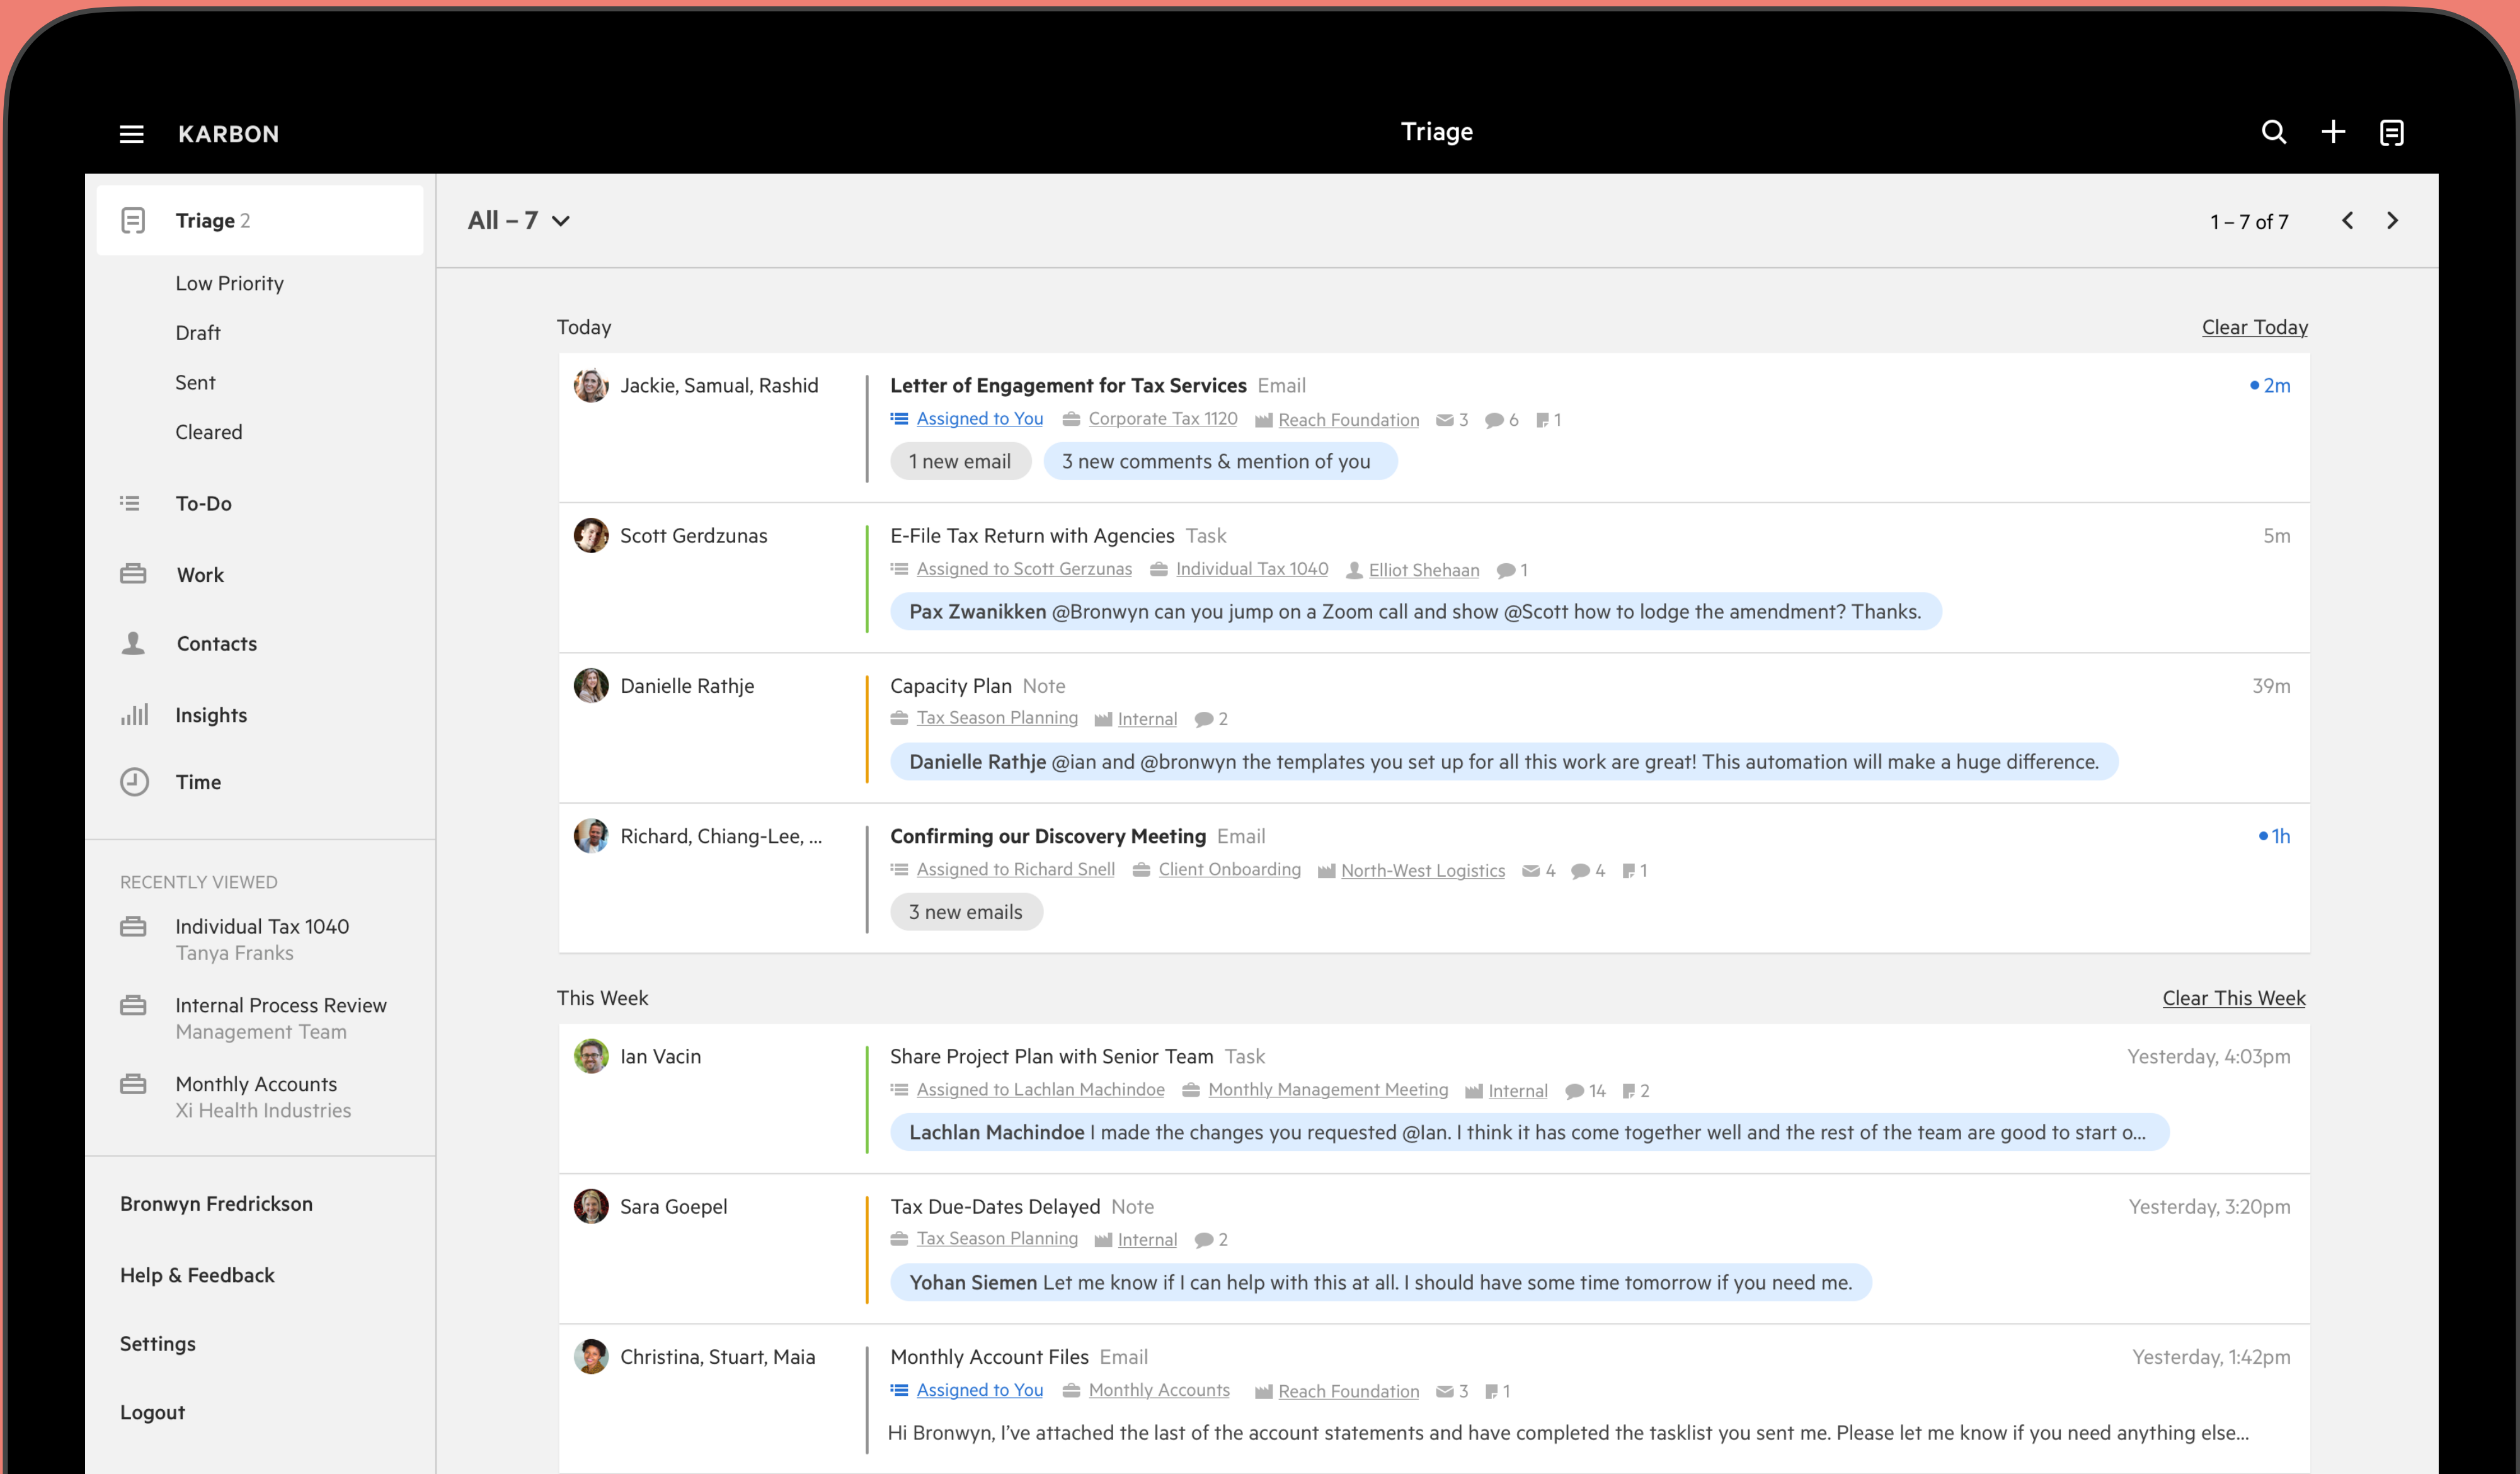 KARBON
Triage
Triage 2
Low Priority
Draft
Sent
Cleared
To-Do
Work
Contacts
Insights
Time
RECENTLY VIEWED
Individual Tax 1040
Tanya Franks
Internal Process Review
Management Team
Monthly Accounts
Xi Health Industries
Bronwyn Fredrickson
Help & Feedback
Settings
Logout
All – 7
1 – 7 of 7
Today
Clear Today
Jackie, Samual, Rashid
Letter of Engagement for Tax Services Email
2m
Assigned to You Corporate Tax 1120 Reach Foundation 3 6 1
1 new email 3 new comments & mention of you
Scott Gerdzunas
E-File Tax Return with Agencies Task
5m
Assigned to Scott Gerzunas Individual Tax 1040 Elliot Shehaan 1
Pax Zwanikken @Bronwyn can you jump on a Zoom call and show @Scott how to lodge the amendment? Thanks.
Danielle Rathje
Capacity Plan Note
39m
Tax Season Planning Internal 2
Danielle Rathje @ian and @bronwyn the templates you set up for all this work are great! This automation will make a huge difference.
Richard, Chiang-Lee, ...
Confirming our Discovery Meeting Email
1h
Assigned to Richard Snell Client Onboarding North-West Logistics 4 4 1
3 new emails
This Week
Clear This Week
Ian Vacin
Share Project Plan with Senior Team Task
Yesterday, 4:03pm
Assigned to Lachlan Machindoe Monthly Management Meeting Internal 14 2
Lachlan Machindoe I made the changes you requested @Ian. I think it has come together well and the rest of the team are good to start o...
Sara Goepel
Tax Due-Dates Delayed Note
Yesterday, 3:20pm
Tax Season Planning Internal 2
Yohan Siemen Let me know if I can help with this at all. I should have some time tomorrow if you need me.
Christina, Stuart, Maia
Monthly Account Files Email
Yesterday, 1:42pm
Assigned to You Monthly Accounts Reach Foundation 3 1
Hi Bronwyn, I've attached the last of the account statements and have completed the tasklist you sent me. Please let me know if you need anything else...